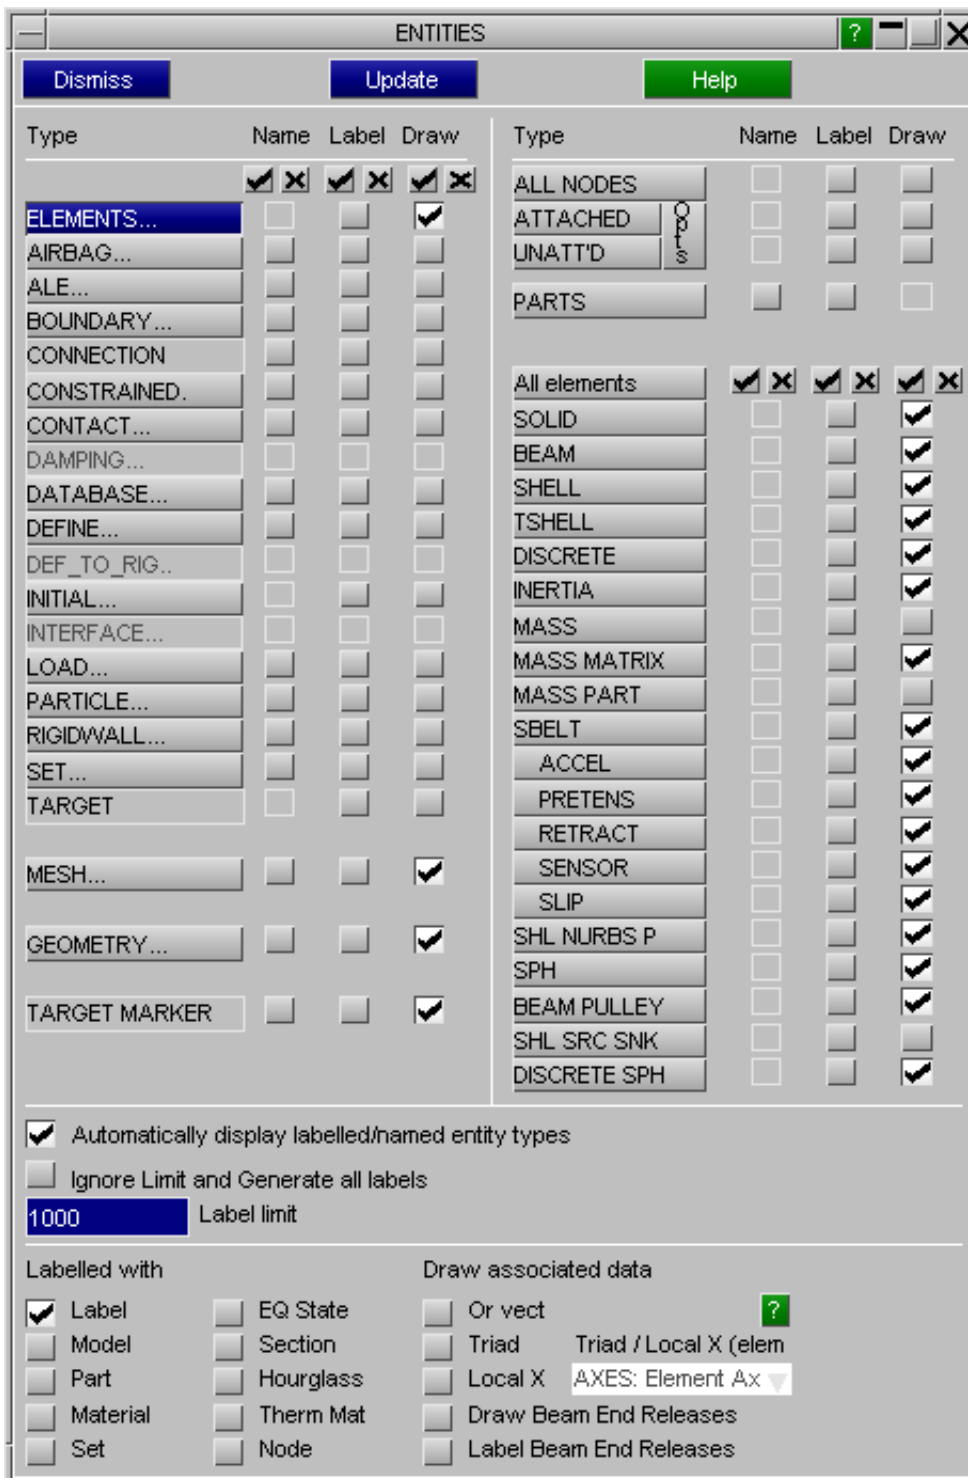 ENTITIES ?
Dismiss Update Help
Type Name Label Draw
ELEMENTS...
AIRBAG...
ALE...
BOUNDARY...
CONNECTION
CONSTRAINED.
CONTACT...
DAMPING...
DATABASE...
DEFINE...
DEF_TO_RIG..
INITIAL...
INTERFACE...
LOAD...
PARTICLE...
RIGIDWALL...
SET...
TARGET
MESH...
GEOMETRY...
TARGET MARKER
Type Name Label Draw
ALL NODES
ATTACHED
UNATT'D
Opts
PARTS
All elements
SOLID
BEAM
SHELL
TSHELL
DISCRETE
INERTIA
MASS
MASS MATRIX
MASS PART
SBELT
ACCEL
PRETENS
RETRACT
SENSOR
SLIP
SHL NURBS P
SPH
BEAM PULLEY
SHL SRC SNK
DISCRETE SPH
Automatically display labelled/named entity types
Ignore Limit and Generate all labels
1000 Label limit
Labelled with
Label EQ State
Model Section
Part Hourglass
Material Therm Mat
Set Node
Draw associated data
Or vect ?
Triad Triad / Local X (elem
Local X AXES: Element Ax
Draw Beam End Releases
Label Beam End Releases